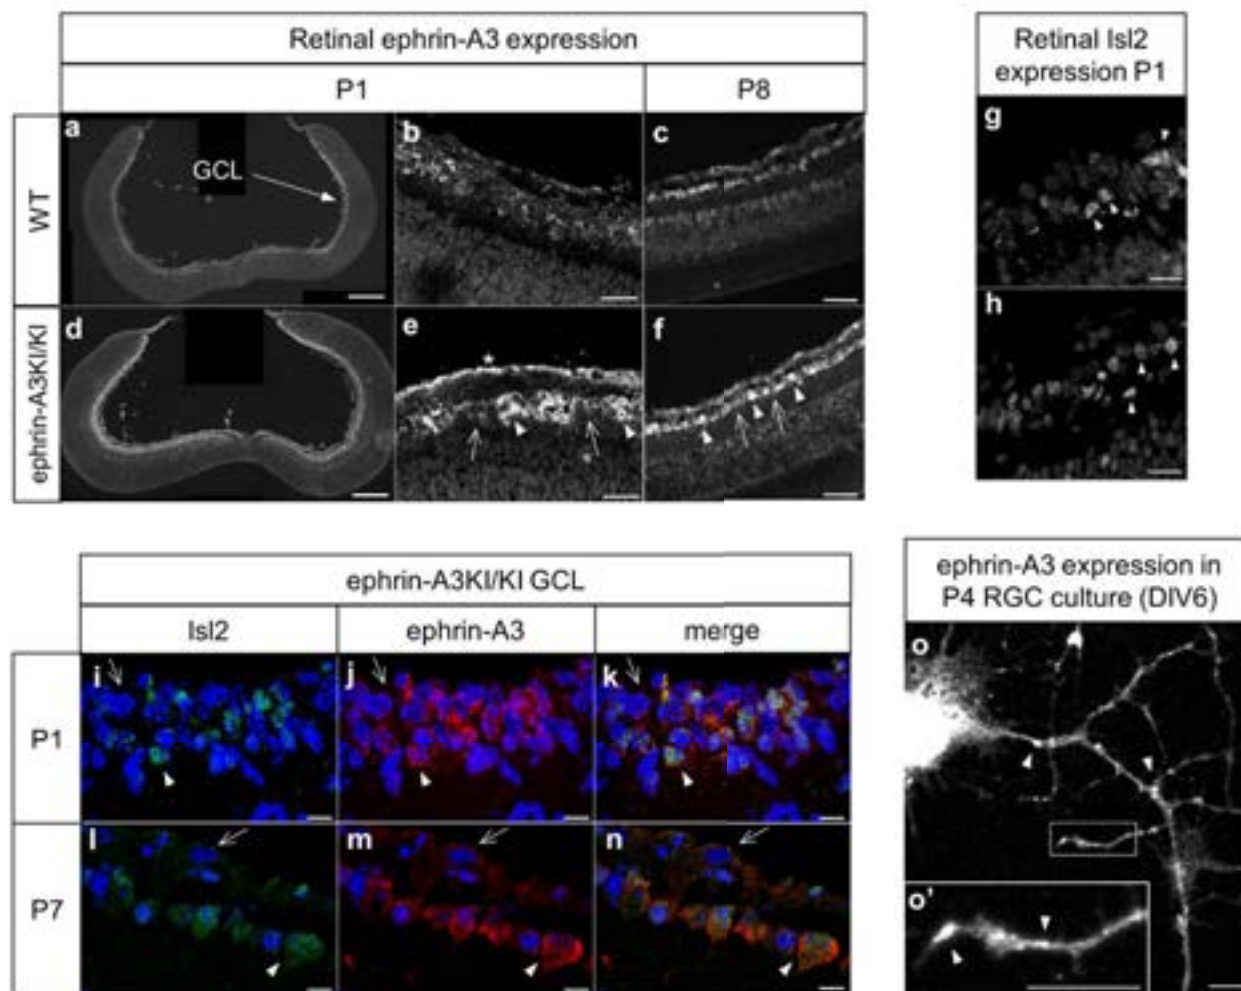 Retinal ephrin-A3 expression
P1
P8
WT
a
GCL
b
c
ephrin-A3KI/KI
d
e
*
f
Retinal Isl2
expression P1
g
h
ephrin-A3KI/KI GCL
Isl2
ephrin-A3
merge
P1
i
j
k
P7
l
m
n
ephrin-A3 expression in
P4 RGC culture (DIV6)
o
o'